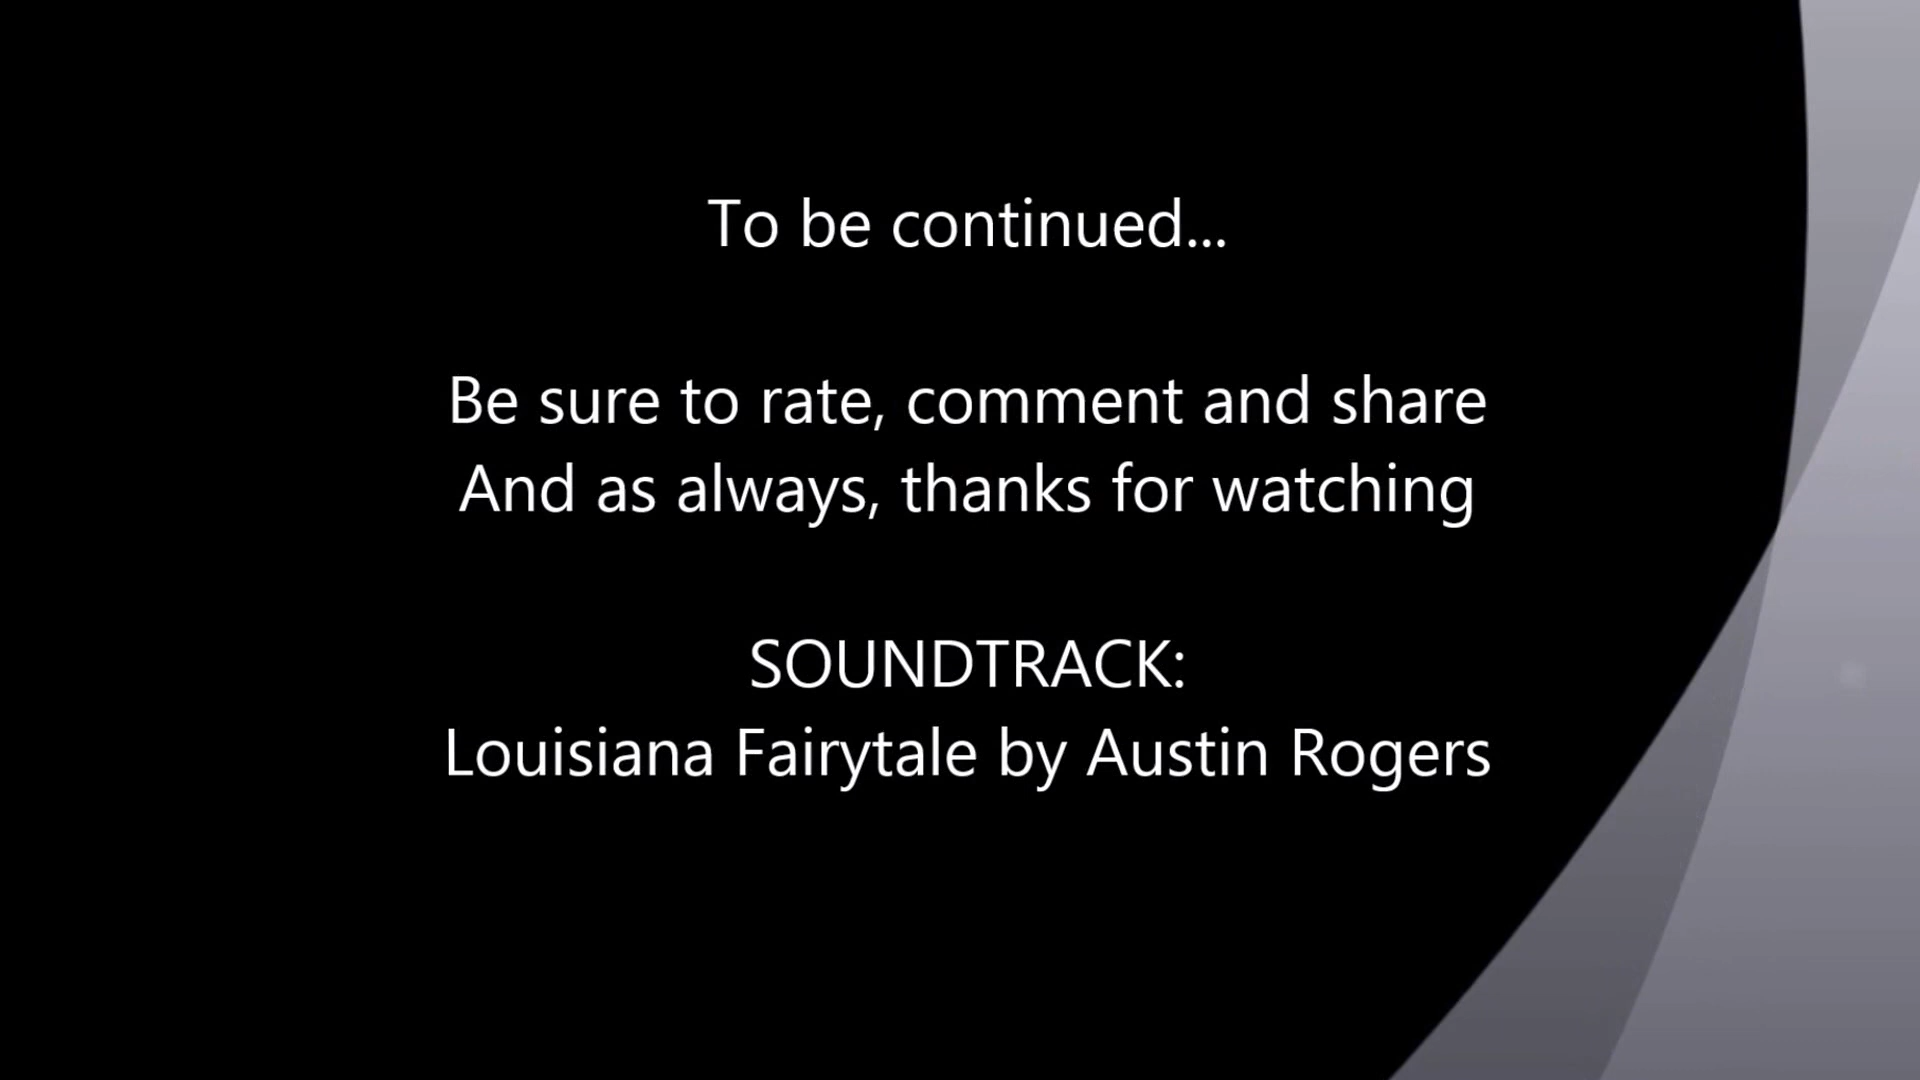 To be continued...
Be sure to rate, comment and share
And as always, thanks for watching
SOUNDTRACK:
Louisiana Fairytale by Austin Rogers